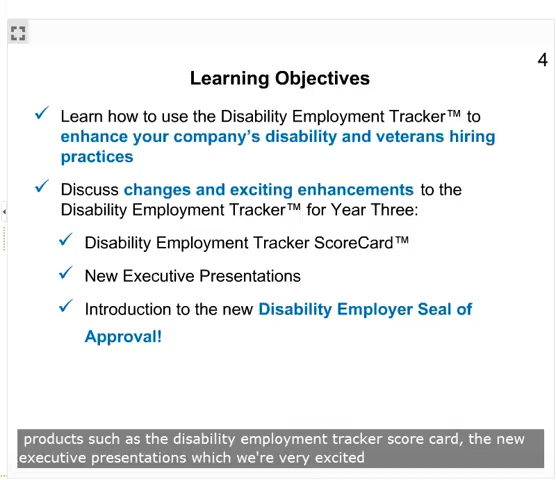 4
Learning Objectives
✓ Learn how to use the Disability Employment Tracker™ to
enhance your company's disability and veterans hiring
practices
✓ Discuss changes and exciting enhancements to the
Disability Employment Tracker™ for Year Three:
✓ Disability Employment Tracker ScoreCard™
✓ New Executive Presentations
✓ Introduction to the new Disability Employer Seal of
Approval!
products such as the disability employment tracker score card, the new
executive presentations which we're very excited